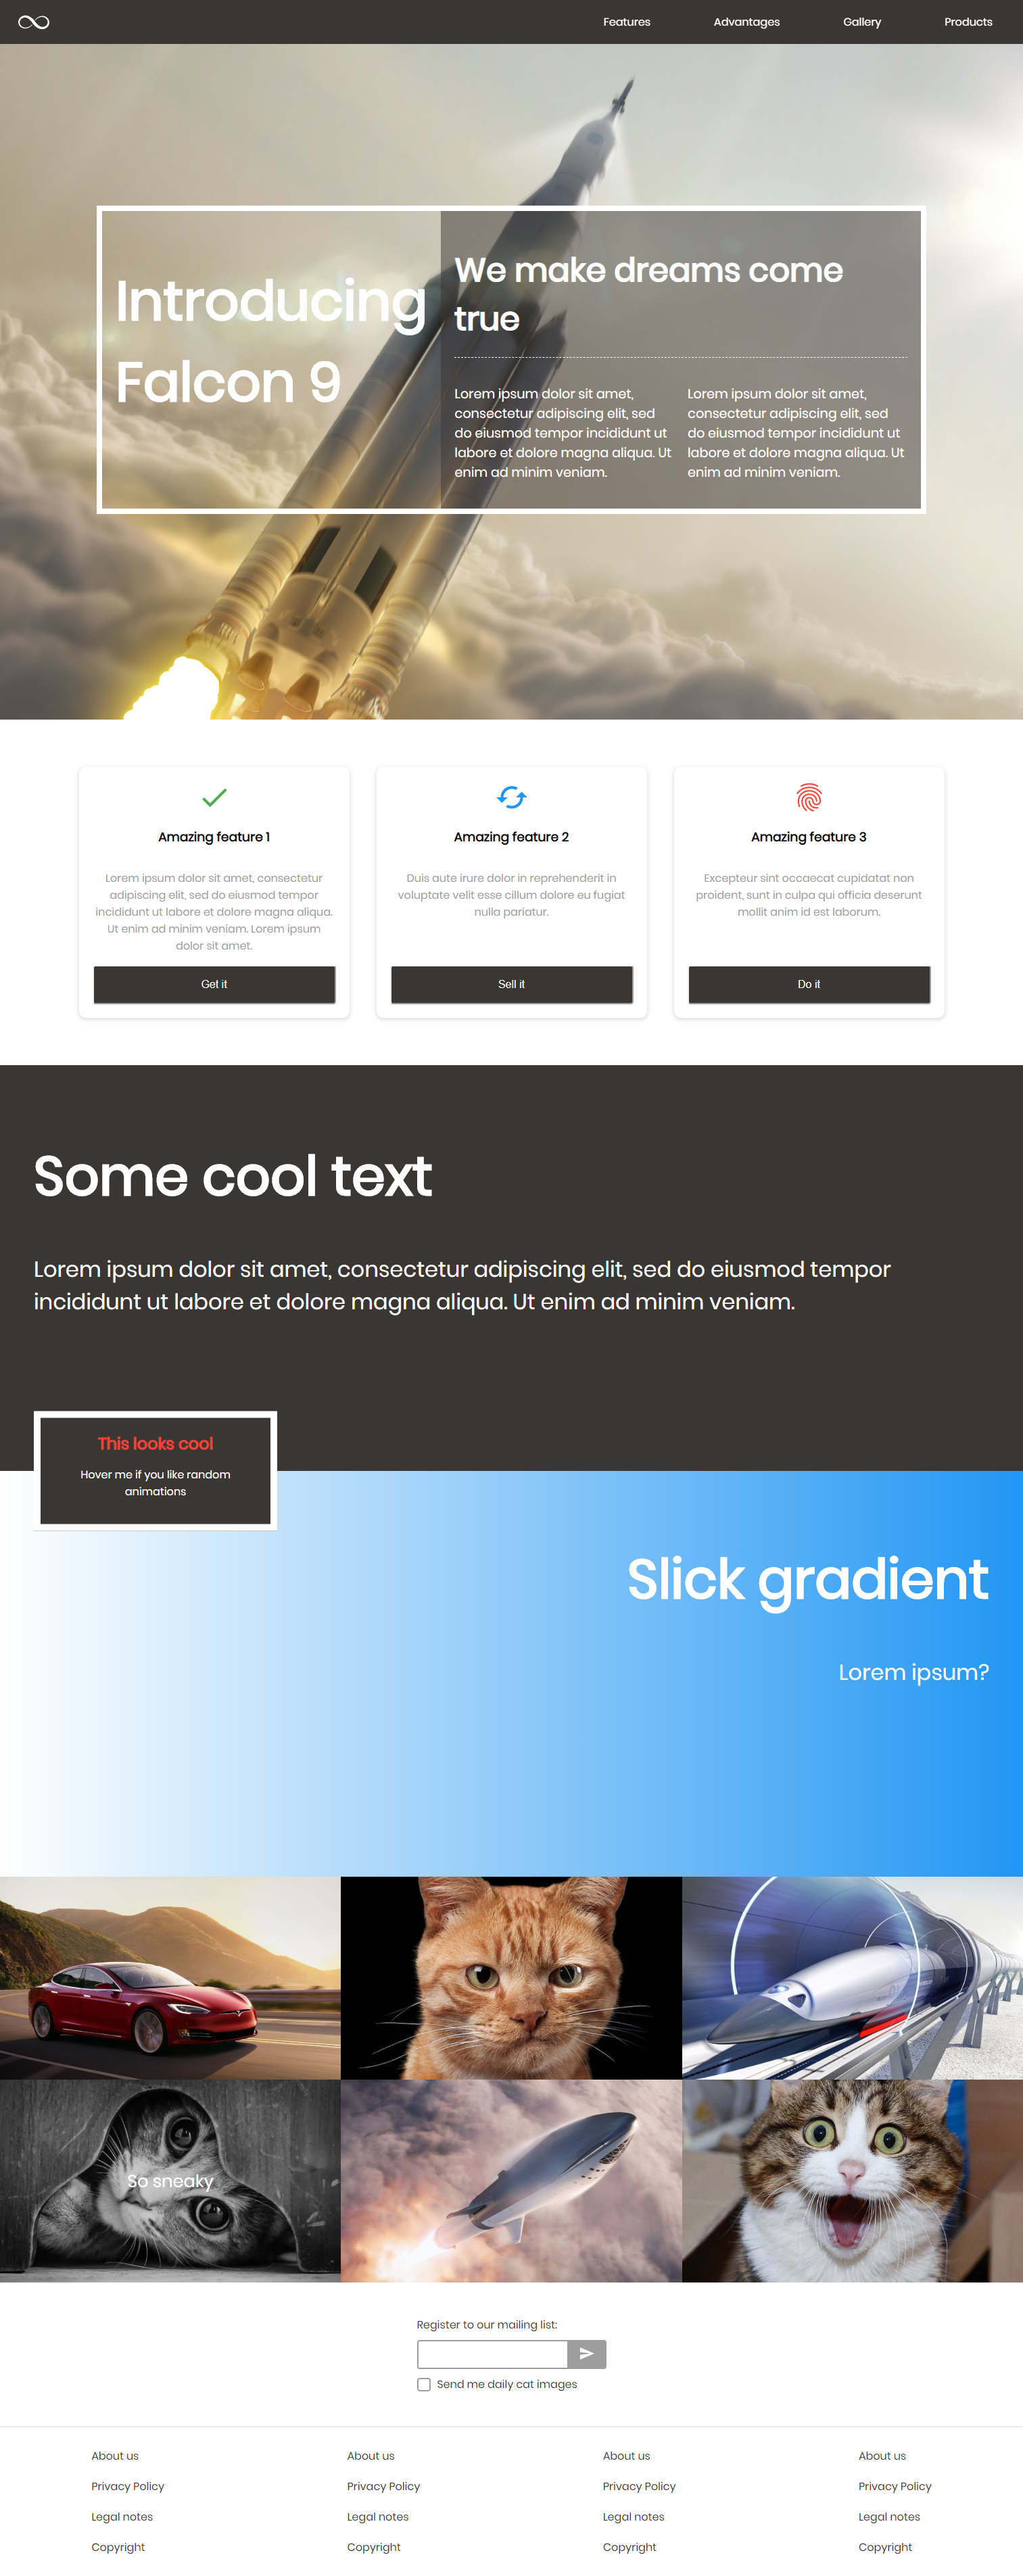 Features Advantages Gallery Products
Introducing
Falcon 9
We make dreams come
true
Lorem ipsum dolor sit amet,
consectetur adipiscing elit, sed
do eiusmod tempor incididunt ut
labore et dolore magna aliqua. Ut
enim ad minim veniam.
Lorem ipsum dolor sit amet,
consectetur adipiscing elit, sed
do eiusmod tempor incididunt ut
labore et dolore magna aliqua. Ut
enim ad minim veniam.
Amazing feature 1
Lorem ipsum dolor sit amet, consectetur
adipiscing elit, sed do eiusmod tempor
incididunt ut labore et dolore magna aliqua.
Ut enim ad minim veniam. Lorem ipsum
dolor sit amet.
Get it
Amazing feature 2
Duis aute irure dolor in reprehenderit in
voluptate velit esse cillum dolore eu fugiat
nulla pariatur.
Sell it
Amazing feature 3
Excepteur sint occaecat cupidatat non
proident, sunt in culpa qui officia deserunt
mollit anim id est laborum.
Do it
Some cool text
Lorem ipsum dolor sit amet, consectetur adipiscing elit, sed do eiusmod tempor
incididunt ut labore et dolore magna aliqua. Ut enim ad minim veniam.
This looks cool
Hover me if you like random
animations
Slick gradient
Lorem ipsum?
So sneaky
Register to our mailing list:
Send me daily cat images
About us
Privacy Policy
Legal notes
Copyright
About us
Privacy Policy
Legal notes
Copyright
About us
Privacy Policy
Legal notes
Copyright
About us
Privacy Policy
Legal notes
Copyright